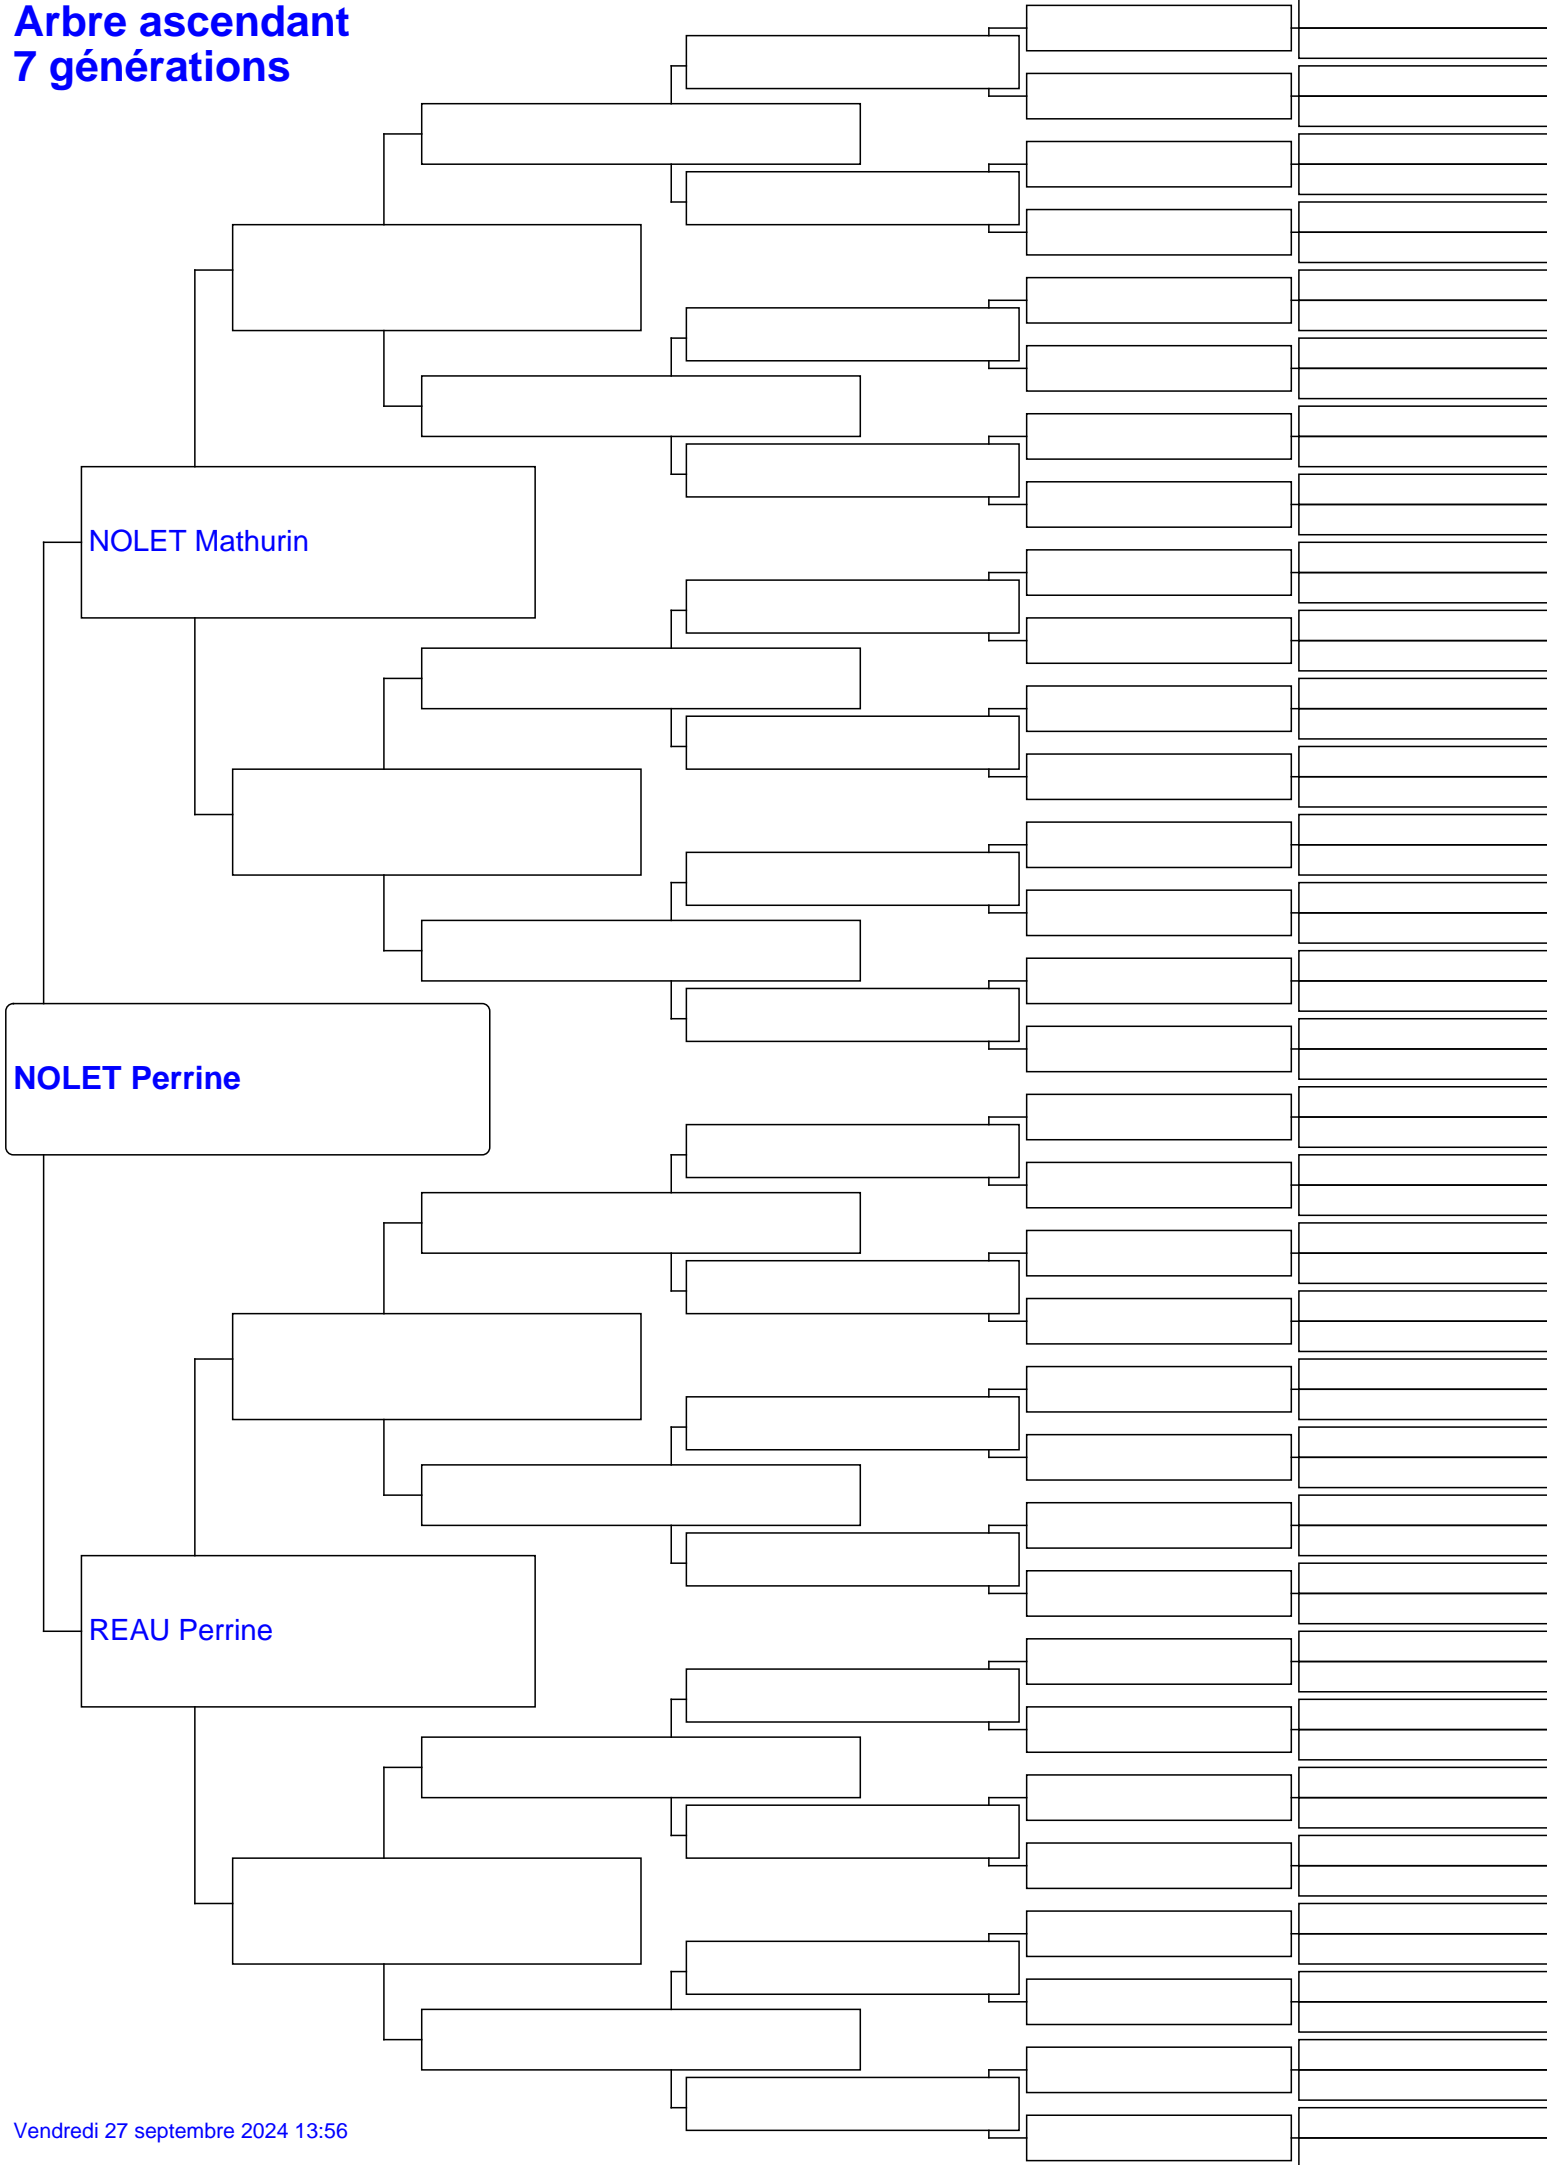 Arbre ascendant
7 générations
NOLET Mathurin
NOLET Perrine
REAU Perrine
Vendredi 27 septembre 2024 13:56